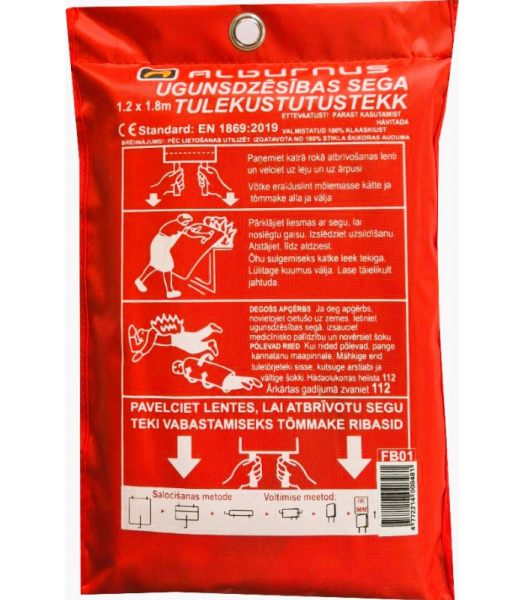 ALBURNUS
UGUNSDZĒSĪBAS SEGA
1.2 x 1.8m TULEKUSTUTUSTEKK
ETTEVAATUST! PÄRAST KASUTAMIST
HÄVITADA
CE Standard: EN 1869:2019 VALMISTATUD 100% KLAASKIUST
BRĪDINĀJUMS! PĒC LIETOŠANAS UTILIZĒT IZGATAVOTA NO 100% STIKLA ŠĶIEDRAS AUDUMA
Paņemiet katrā rokā atbrīvošanas lenti
un velciet uz leju un uz ārpusi
Võtke eralduslint mõlemasse kätte ja
tõmmake alla ja välja
Pārklājiet liesmas ar segu, lai
noslēgtu gaisu. Izslēdziet uzsildīšanu.
Atstājiet, līdz atdziest.
Õhu sulgemiseks katke leek tekiga.
Lülitage kuumus välja. Lase täielikult
jahtuda.
DEGOŠS APĢĒRBS Ja deg apģērbs,
novietojiet cietušo uz zemes. Ietiniet
ugunsdzēsības segā, izsauciet
medicīnisko palīdzību un novērsiet šoku
PÕLEVAD RIIED Kui riided põlevad, pange
kannatanu maapinnale. Mähkige end
tuletõrjeteki sisse, kutsuge arstiabi ja
vältige šokki. Hädaolukorras helista 112
Ārkārtas gadījumā zvaniet 112
PAVELCIET LENTES, LAI ATBRĪVOTU SEGU
TEKI VABASTAMISEKS TÕMMAKE RIBASID
FB01
Salocīšanas metode: Voltimise meetod:
4772214008481